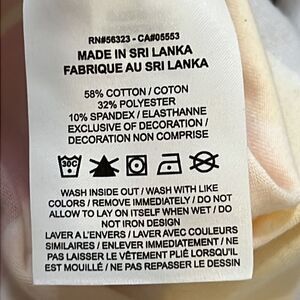 RN#56323 - CA#05553
MADE IN SRI LANKA
FABRIQUE AU SRI LANKA
58% COTTON / COTON
32% POLYESTER
10% SPANDEX / ELASTHANNE
EXCLUSIVE OF DECORATION /
DECORATION NON COMPRISE
30C
WASH INSIDE OUT / WASH WITH LIKE
COLORS / REMOVE IMMEDIATELY / DO NOT
ALLOW TO LAY ON ITSELF WHEN WET / DO
NOT IRON DESIGN
LAVER A L'ENVERS / LAVER AVEC COULEURS
SIMILAIRES / ENLEVER IMMEDIATEMENT / NE
PAS LAISSER LE VÊTEMENT PLIÉ LORSQU'IL
EST MOUILLÉ / NE PAS REPASSER LE DESSIN